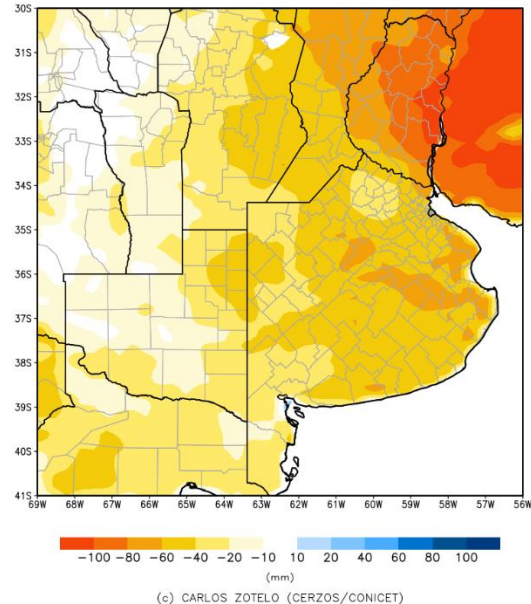 30S
31S
32S
33S
34S
35S
36S
37S
38S
39S
40S
41S
69W 68W 67W 66W 65W 64W 63W 62W 61W 60W 59W 58W 57W 56W
-100 -80 -60 -40 -20 -10 10 20 40 60 80 100
(mm)
(c) CARLOS ZOTELO (CERZOS/CONICET)